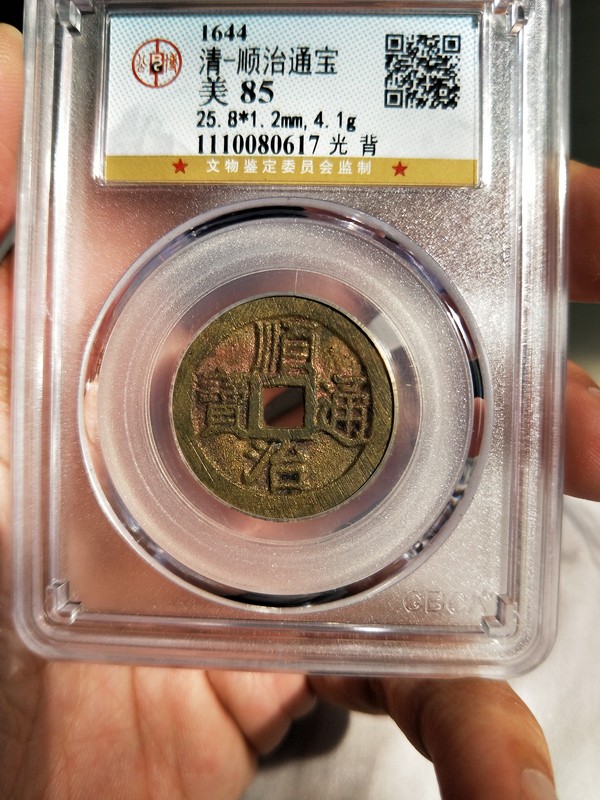 1644
清-顺治通宝
美 85
25.8*1.2mm,4.1g
1110080617 光 背
★ 文物鉴定委员会监制 ★
順
寶 通
治